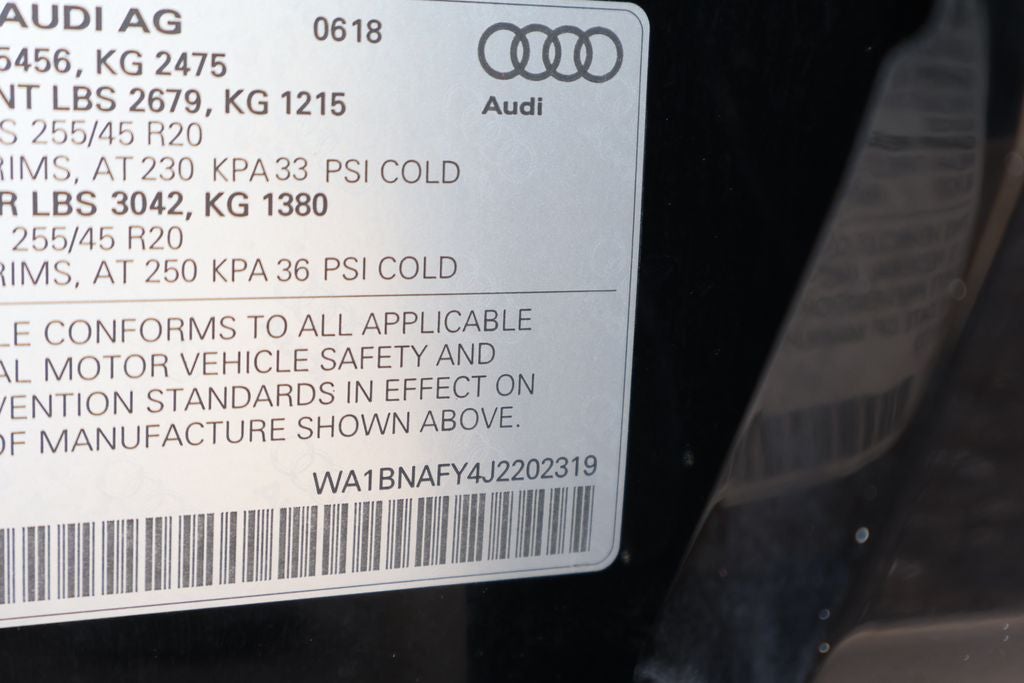 AUDI AG 0618
5456, KG 2475
NT LBS 2679, KG 1215
Audi
S 255/45 R20
RIMS, AT 230 KPA 33 PSI COLD
R LBS 3042, KG 1380
255/45 R20
RIMS, AT 250 KPA 36 PSI COLD
LE CONFORMS TO ALL APPLICABLE
AL MOTOR VEHICLE SAFETY AND
VENTION STANDARDS IN EFFECT ON
OF MANUFACTURE SHOWN ABOVE.
WA1BNAFY4J2202319